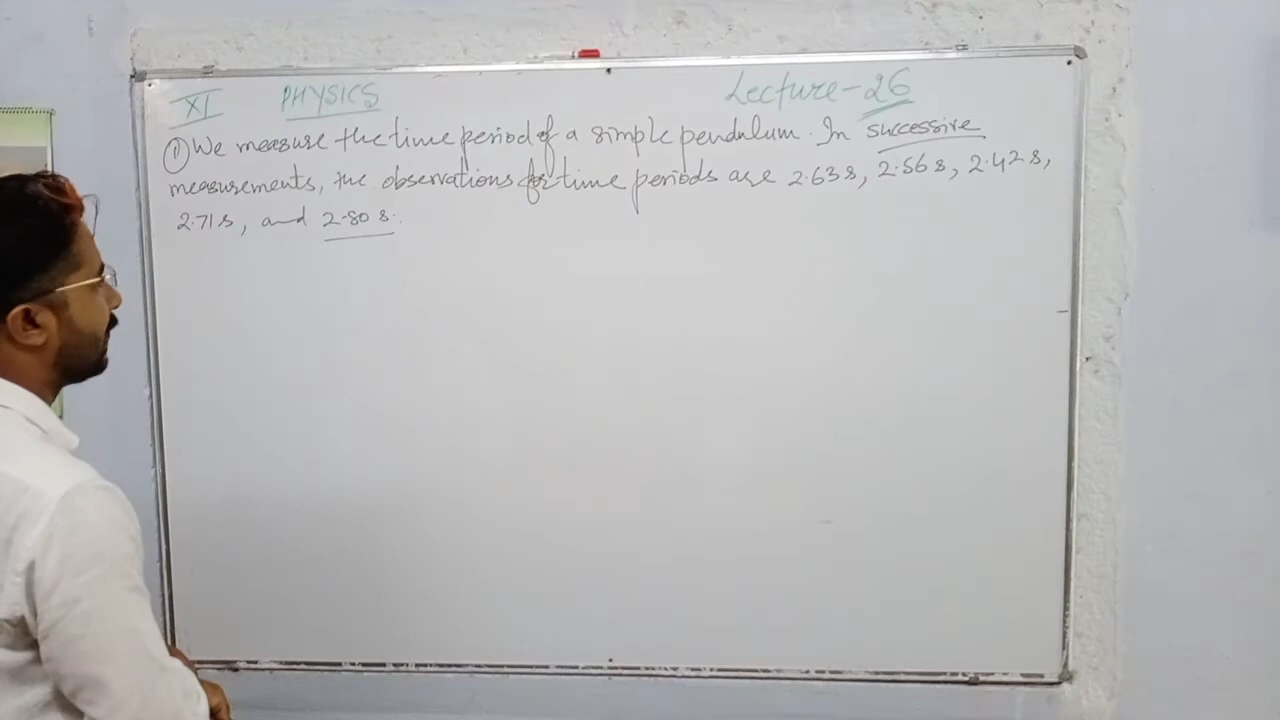 XI PHYSICS Lecture-26
① We measure the time period of a simple pendulum. In successive
measurements, the observations for time periods are 2.63 s, 2.56 s, 2.42 s,
2.71 s, and 2.80 s.